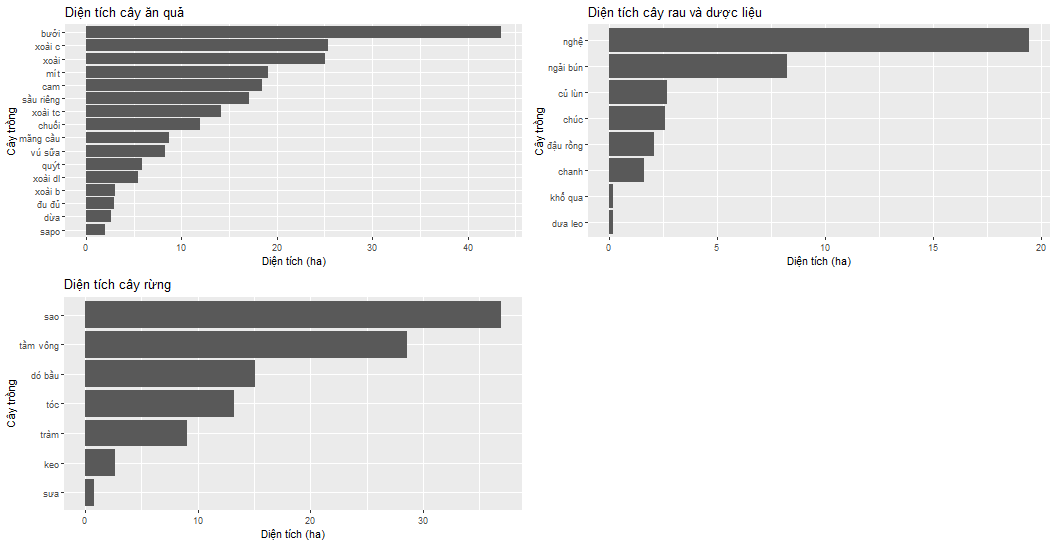 Diện tích cây ăn quả
bưởi
xoài c
xoài
mít
cam
sầu riêng
xoài tc
chuối
mãng cầu
vú sữa
quýt
xoài dl
xoài b
đu đủ
dừa
sapo
Cây trồng
0 10 20 30 40
Diện tích (ha)
Diện tích cây rau và dược liệu
nghệ
ngải bún
củ lùn
chúc
đậu rồng
chanh
khổ qua
dưa leo
Cây trồng
0 5 10 15 20
Diện tích (ha)
Diện tích cây rừng
sao
tầm vông
dó bầu
tóc
tràm
keo
sưa
Cây trồng
0 10 20 30
Diện tích (ha)